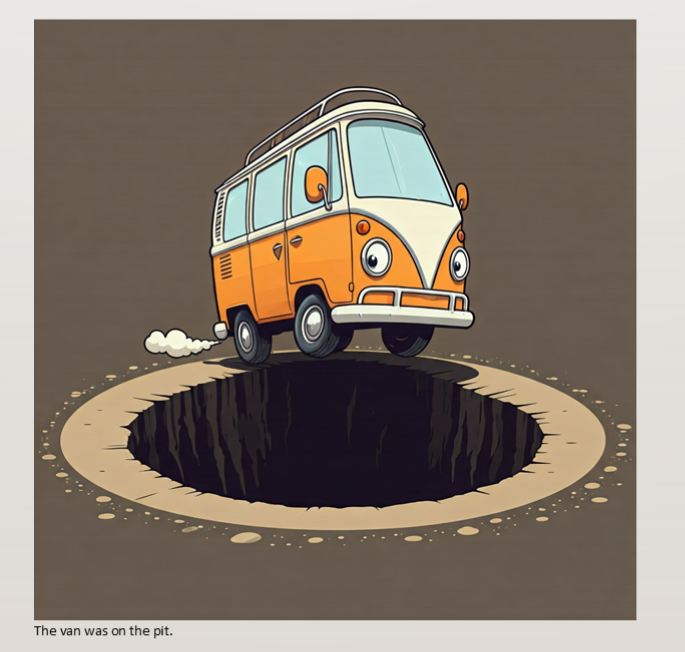 The van was on the pit.